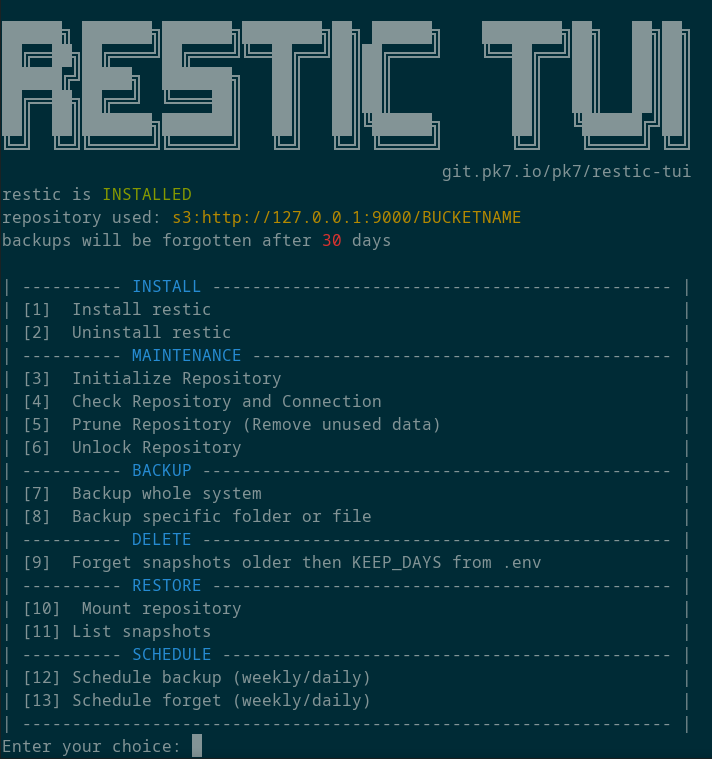 RESTIC TUI
git.pk7.io/pk7/restic-tui
restic is INSTALLED
repository used: s3:http://127.0.0.1:9000/BUCKETNAME
backups will be forgotten after 30 days
| ---------- INSTALL ---------------------------------------------- |
| [1]  Install restic                                               |
| [2]  Uninstall restic                                             |
| ---------- MAINTENANCE ------------------------------------------ |
| [3]  Initialize Repository                                        |
| [4]  Check Repository and Connection                              |
| [5]  Prune Repository (Remove unused data)                        |
| [6]  Unlock Repository                                            |
| ---------- BACKUP ----------------------------------------------- |
| [7]  Backup whole system                                          |
| [8]  Backup specific folder or file                               |
| ---------- DELETE ----------------------------------------------- |
| [9]  Forget snapshots older then KEEP_DAYS from .env              |
| ---------- RESTORE ---------------------------------------------- |
| [10]  Mount repository                                            |
| [11] List snapshots                                               |
| ---------- SCHEDULE --------------------------------------------- |
| [12] Schedule backup (weekly/daily)                               |
| [13] Schedule forget (weekly/daily)                               |
| ----------------------------------------------------------------- |
Enter your choice: